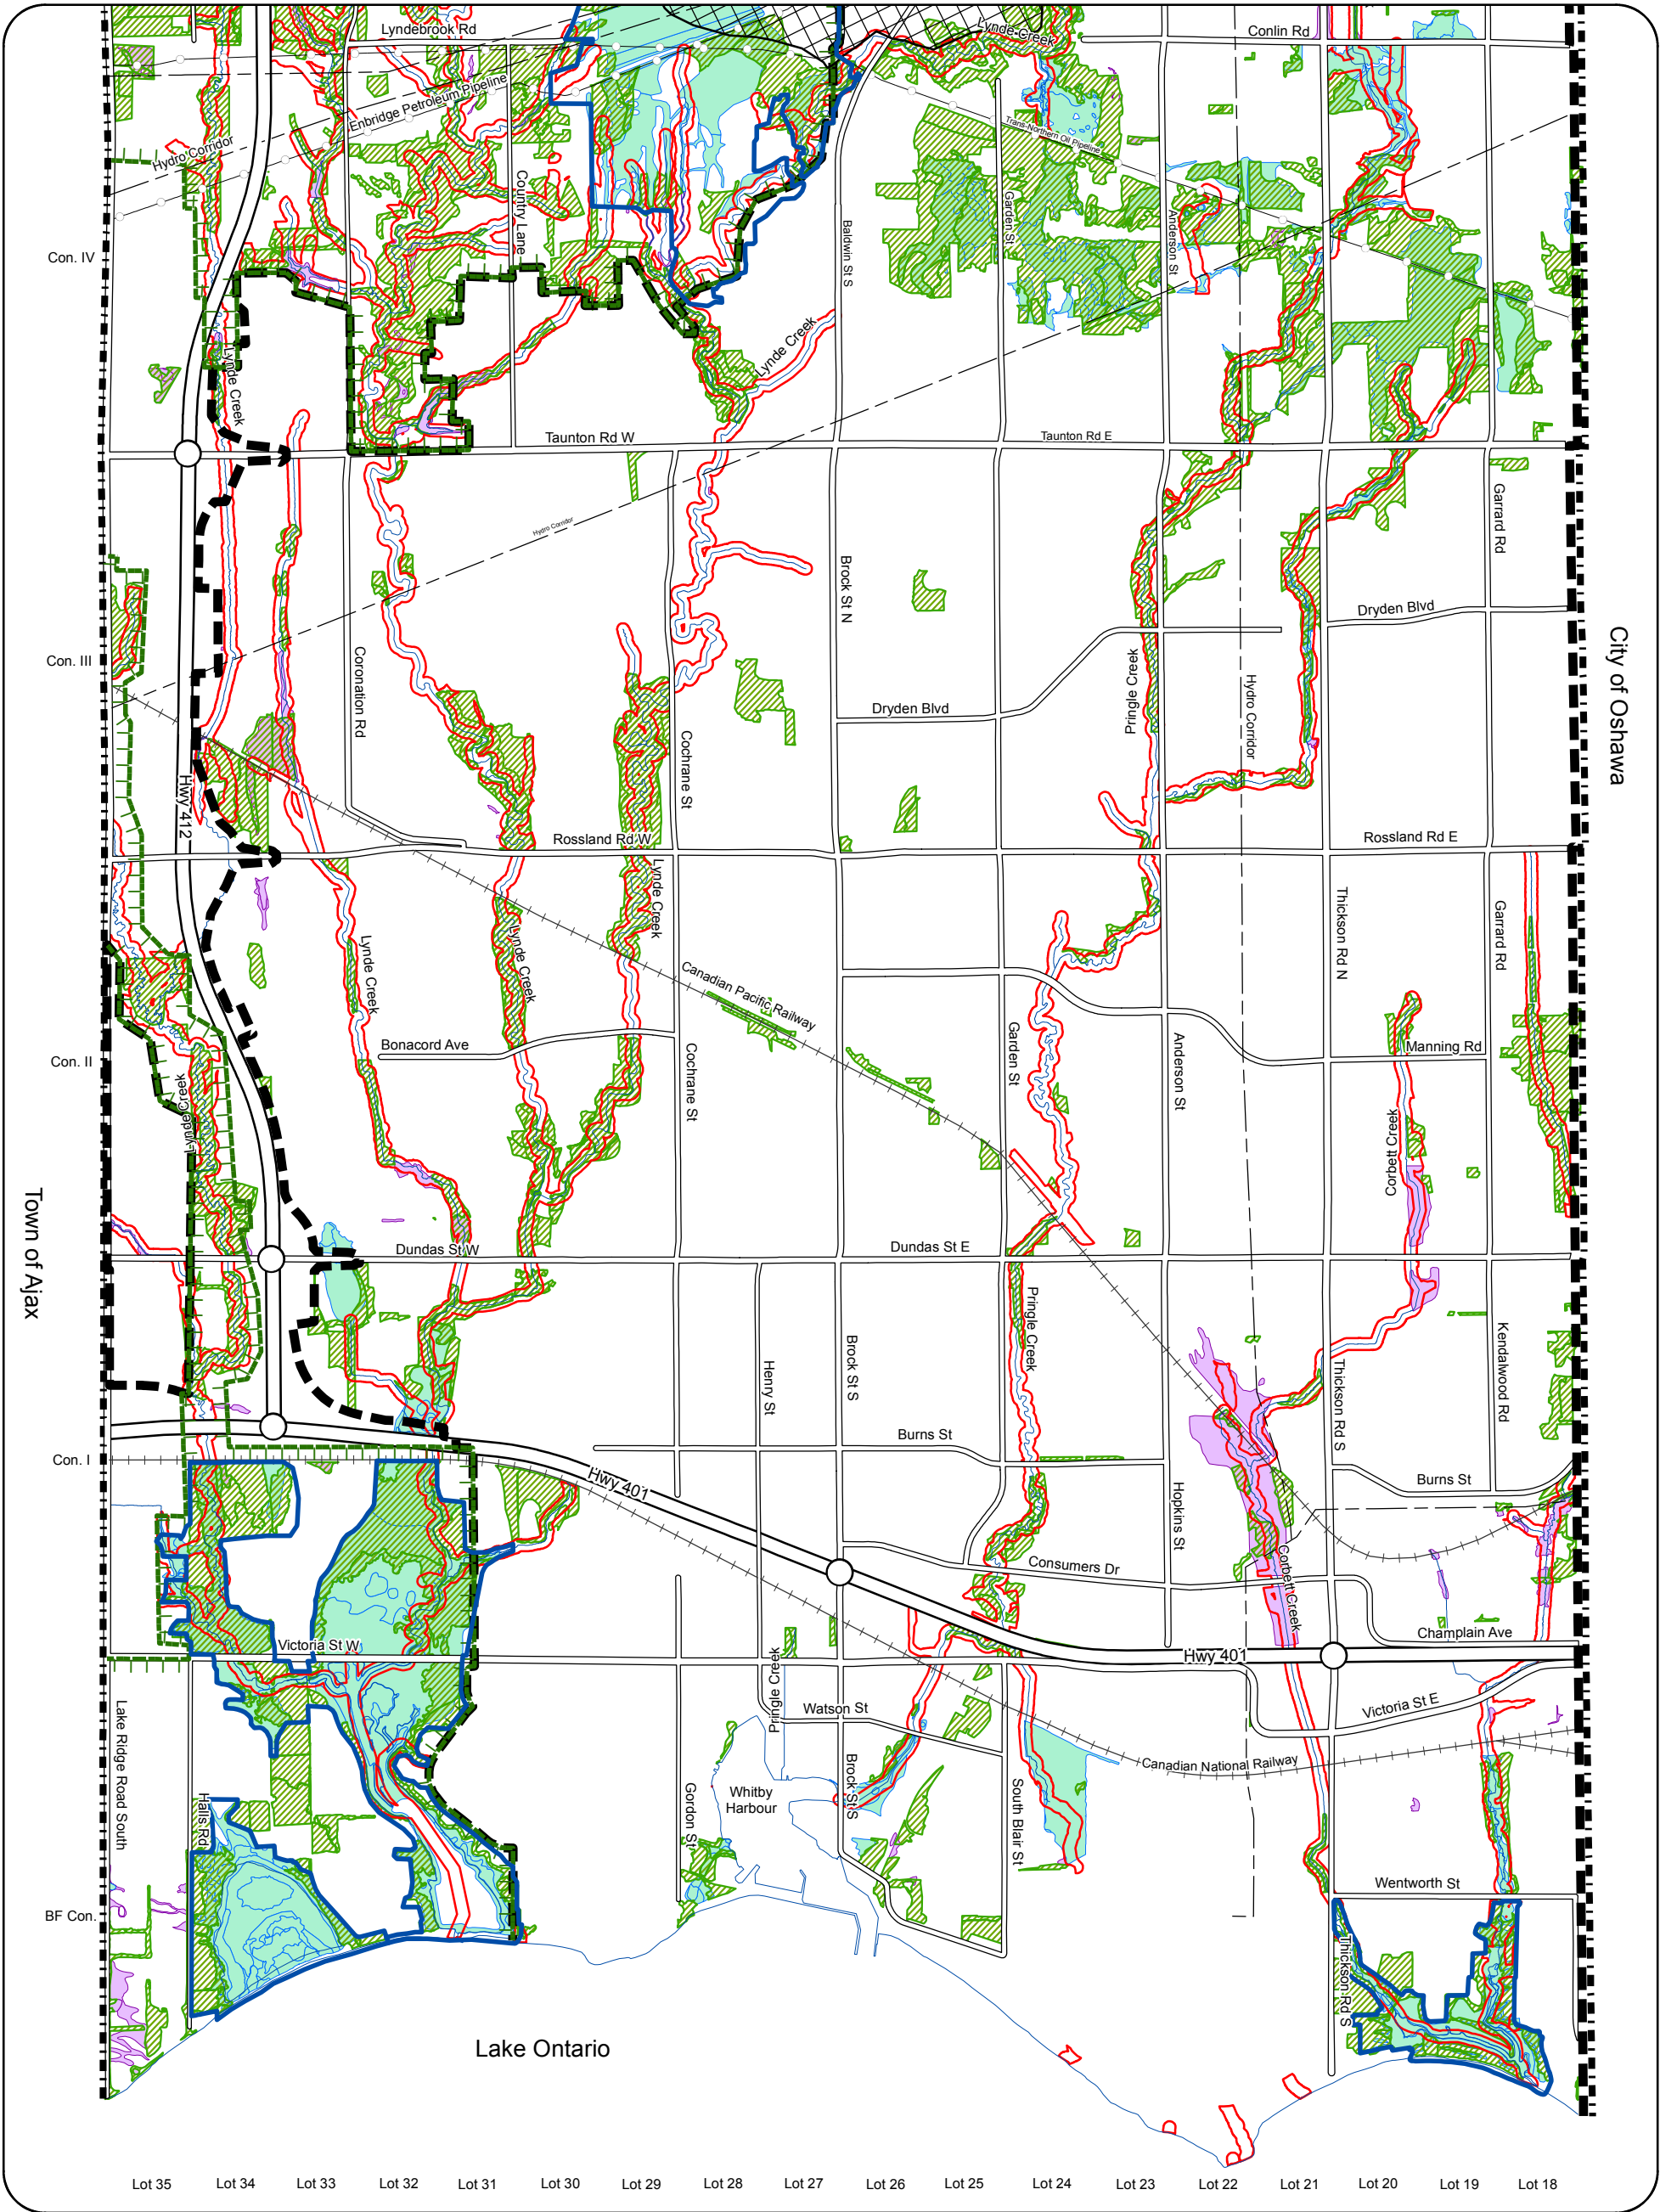 Lyndebrook Rd
Lynde Creek
Conlin Rd
Enbridge Petroleum Pipeline
Hydro Corridor
Trans-Northern Oil Pipeline
Country Lane
Garden St
Baldwin St S
Anderson St
Con. IV
Lynde Creek
Lynde Creek
Taunton Rd W
Taunton Rd E
Garrard Rd
Hydro Corridor
Brock St N
Dryden Blvd
City of Oshawa
Con. III
Coronation Rd
Pringle Creek
Hydro Corridor
Dryden Blvd
Cochrane St
Hwy 412
Rossland Rd W
Rossland Rd E
Lynde Creek
Thickson Rd N
Garrard Rd
Lynde Creek
Lynde Creek
Canadian Pacific Railway
Garden St
Anderson St
Bonacord Ave
Manning Rd
Cochrane St
Con. II
Lynde Creek
Corbett Creek
Town of Ajax
Dundas St W
Dundas St E
Pringle Creek
Henry St
Brock St S
Thickson Rd S
Kendalwood Rd
Burns St
Con. I
Hwy 401
Burns St
Hopkins St
Consumers Dr
Corbett Creek
Champlain Ave
Victoria St W
Hwy 401
Pringle Creek
Lake Ridge Road South
Watson St
Victoria St E
Canadian National Railway
Halls Rd
Gordon St
Whitby
Harbour
Brock St S
South Blair St
Wentworth St
BF Con.
Thickson Rd S
Lake Ontario
Lot 35
Lot 34
Lot 33
Lot 32
Lot 31
Lot 30
Lot 29
Lot 28
Lot 27
Lot 26
Lot 25
Lot 24
Lot 23
Lot 22
Lot 21
Lot 20
Lot 19
Lot 18